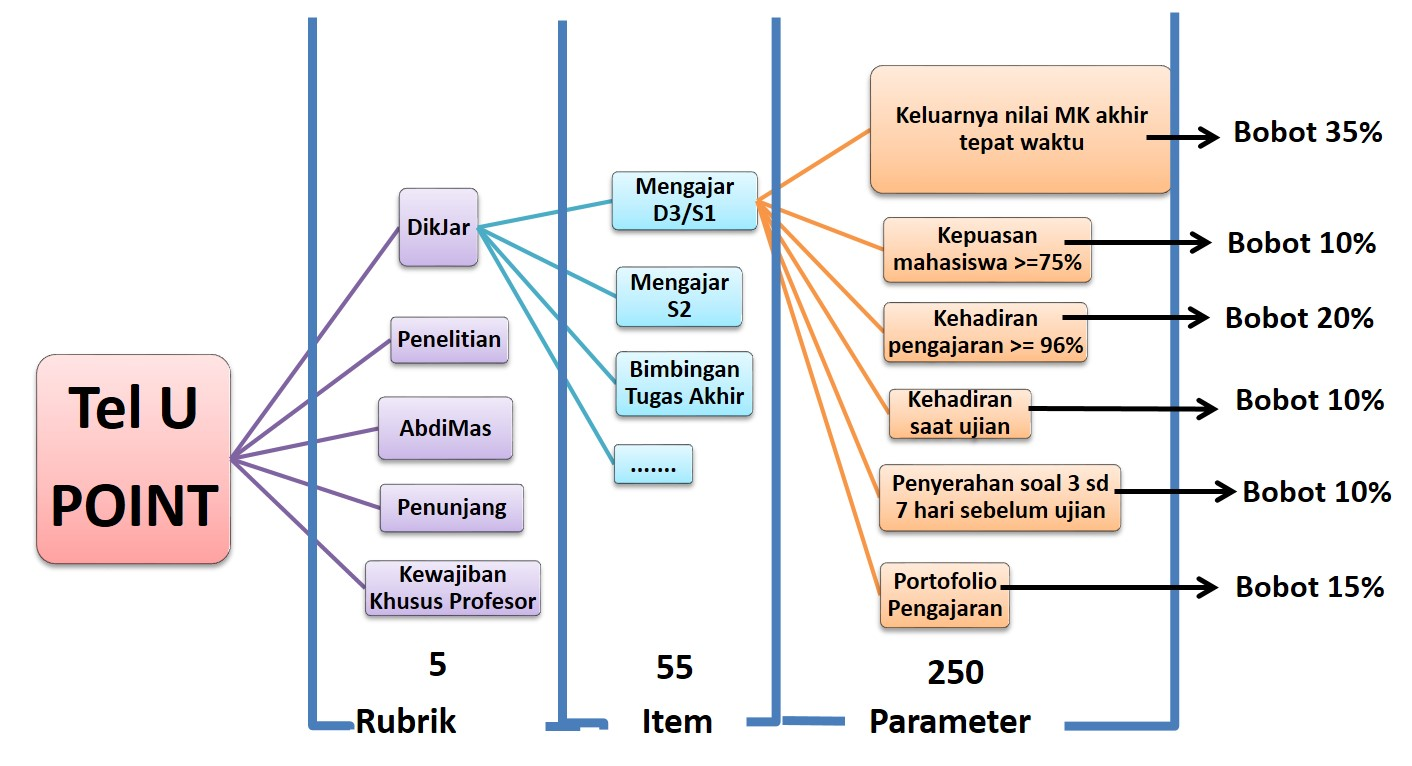 Tel U
POINT
DikJar
Penelitian
AbdiMas
Penunjang
Kewajiban
Khusus Profesor
5
Rubrik
Mengajar
D3/S1
Mengajar
S2
Bimbingan
Tugas Akhir
.......
55
Item
Keluarnya nilai MK akhir
tepat waktu
Bobot 35%
Kepuasan
mahasiswa >=75%
Bobot 10%
Kehadiran
pengajaran >= 96%
Bobot 20%
Kehadiran
saat ujian
Bobot 10%
Penyerahan soal 3 sd
7 hari sebelum ujian
Bobot 10%
Portofolio
Pengajaran
Bobot 15%
250
Parameter